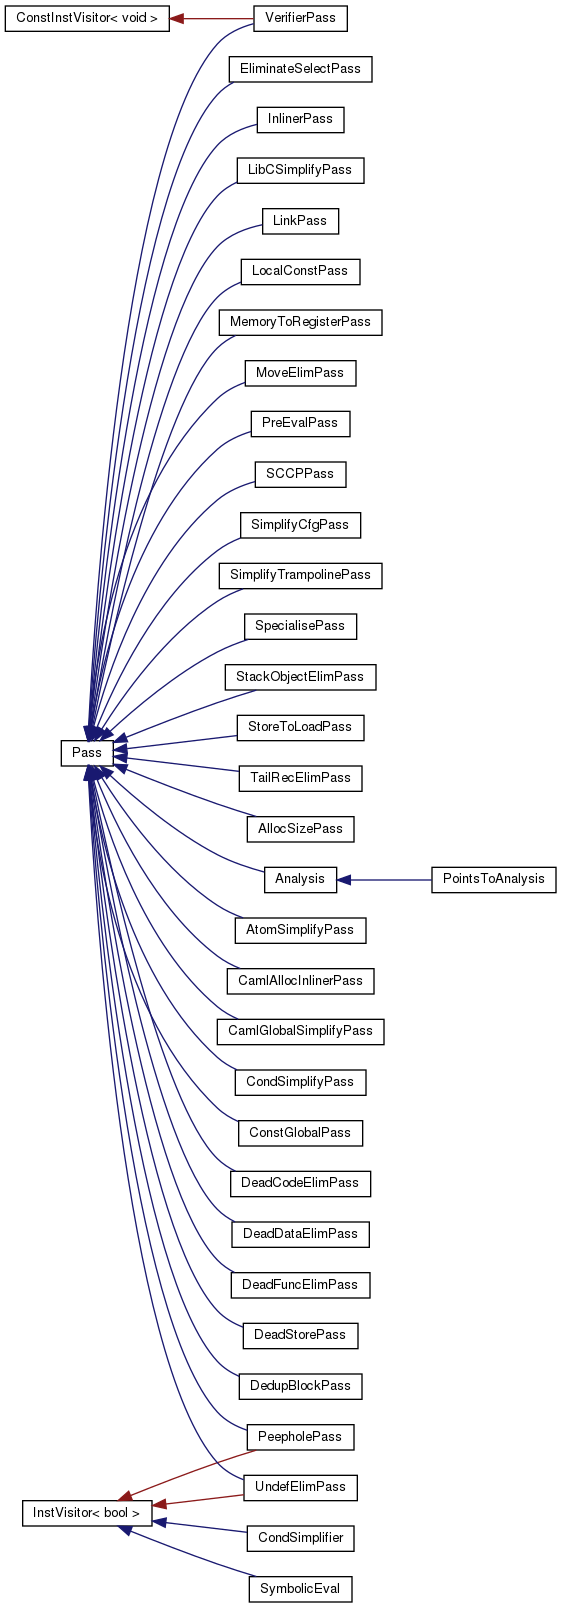 ConstInstVisitor< void >
VerifierPass
EliminateSelectPass
InlinerPass
LibCSimplifyPass
LinkPass
LocalConstPass
MemoryToRegisterPass
MoveElimPass
PreEvalPass
SCCPPass
SimplifyCfgPass
SimplifyTrampolinePass
SpecialisePass
StackObjectElimPass
StoreToLoadPass
Pass
TailRecElimPass
AllocSizePass
Analysis
PointsToAnalysis
AtomSimplifyPass
CamlAllocInlinerPass
CamlGlobalSimplifyPass
CondSimplifyPass
ConstGlobalPass
DeadCodeElimPass
DeadDataElimPass
DeadFuncElimPass
DeadStorePass
DedupBlockPass
PeepholePass
UndefElimPass
InstVisitor< bool >
CondSimplifier
SymbolicEval